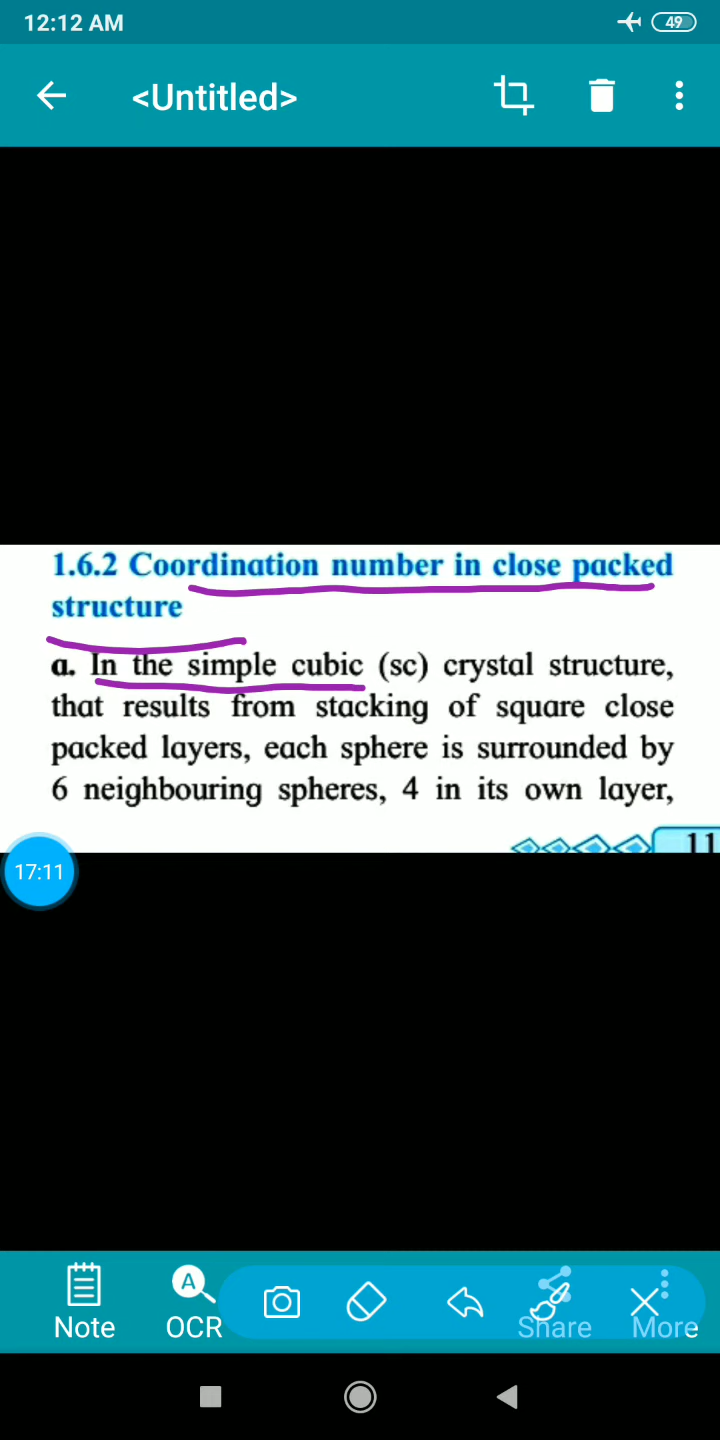 12:12 AM
49
<Untitled>
1.6.2 Coordination number in close packed
structure
a. In the simple cubic (sc) crystal structure,
that results from stacking of square close
packed layers, each sphere is surrounded by
6 neighbouring spheres, 4 in its own layer,
11
17:11
A
Note
OCR
Share
More